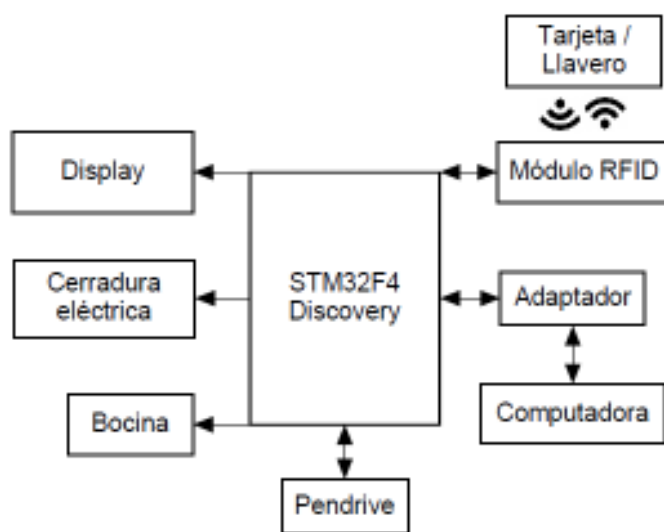 Tarjeta /
Llavero
Display
Módulo RFID
Cerradura
eléctrica
STM32F4
Discovery
Adaptador
Bocina
Computadora
Pendrive